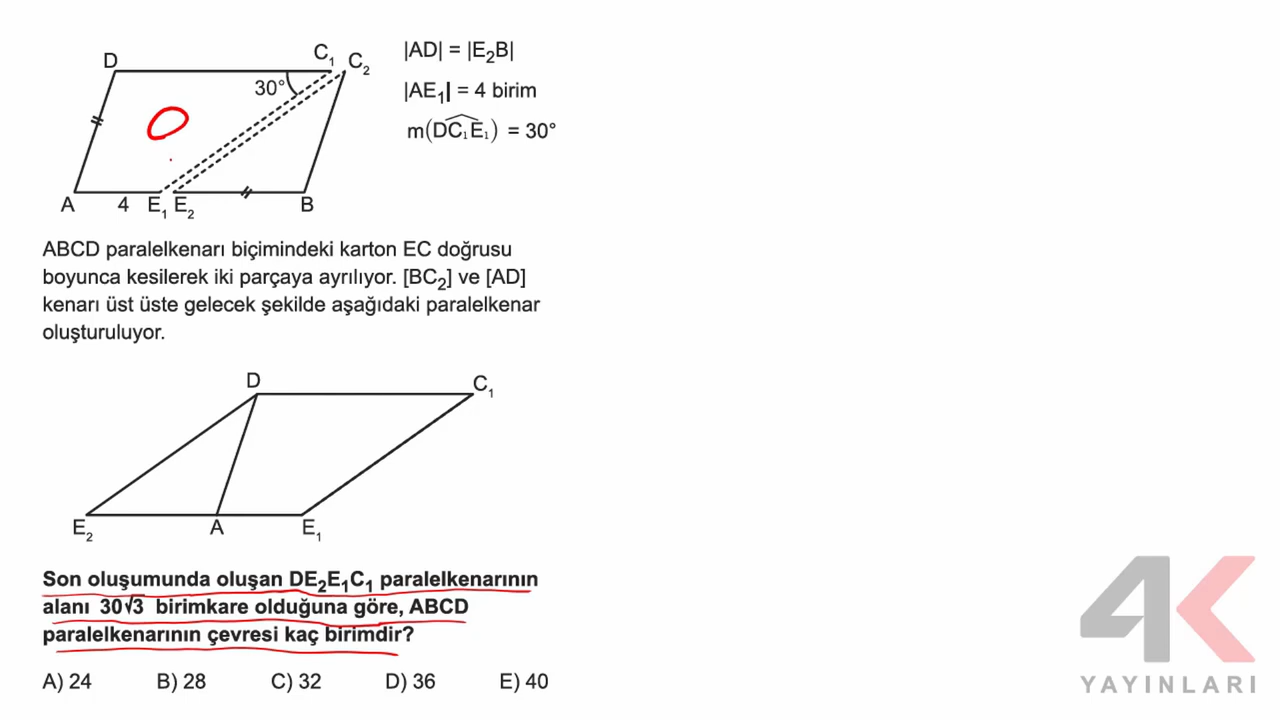 D C₁ C₂
30°
A 4 E₁ E₂ B
|AD| = |E₂B|
|AE₁| = 4 birim
m(DC₁E₁) = 30°
ABCD paralelkenarı biçimindeki karton EC doğrusu
boyunca kesilerek iki parçaya ayrılıyor. [BC₂] ve [AD]
kenarı üst üste gelecek şekilde aşağıdaki paralelkenar
oluşturuluyor.
D C₁
E₂ A E₁
Son oluşumunda oluşan DE₂E₁C₁ paralelkenarının
alanı 30√3 birimkare olduğuna göre, ABCD
paralelkenarının çevresi kaç birimdir?
A) 24 B) 28 C) 32 D) 36 E) 40
4K
YAYINLARI